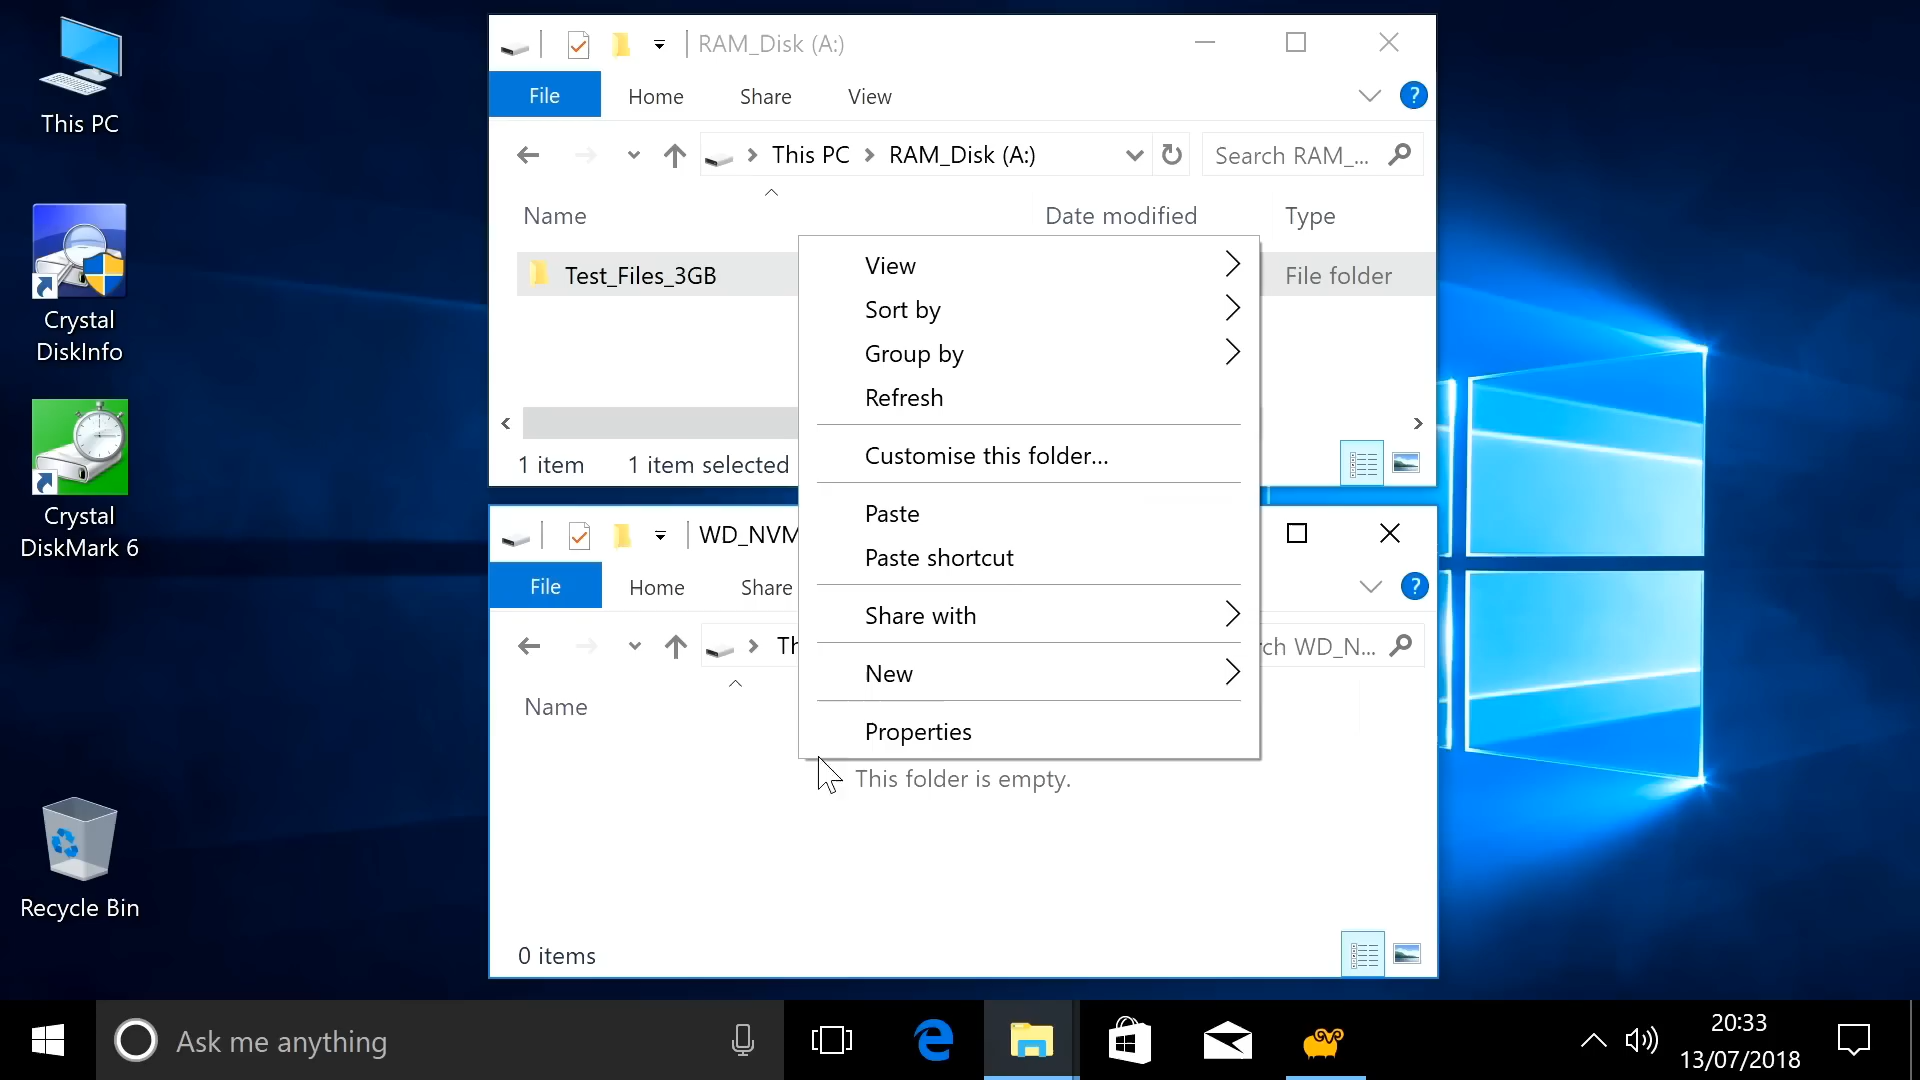 This PC
Crystal
DiskInfo
Crystal
DiskMark 6
Recycle Bin
RAM_Disk (A:)
File
Home
Share
View
?
This PC
RAM_Disk (A:)
Search RAM_...
Name
Date modified
Type
Test_Files_3GB
File folder
1 item
1 item selected
View
Sort by
Group by
Refresh
Customise this folder...
Paste
Paste shortcut
Share with
New
Properties
WD_NVM
File
Home
Share
?
Th
ch WD_N...
Name
This folder is empty.
0 items
Ask me anything
20:33
13/07/2018